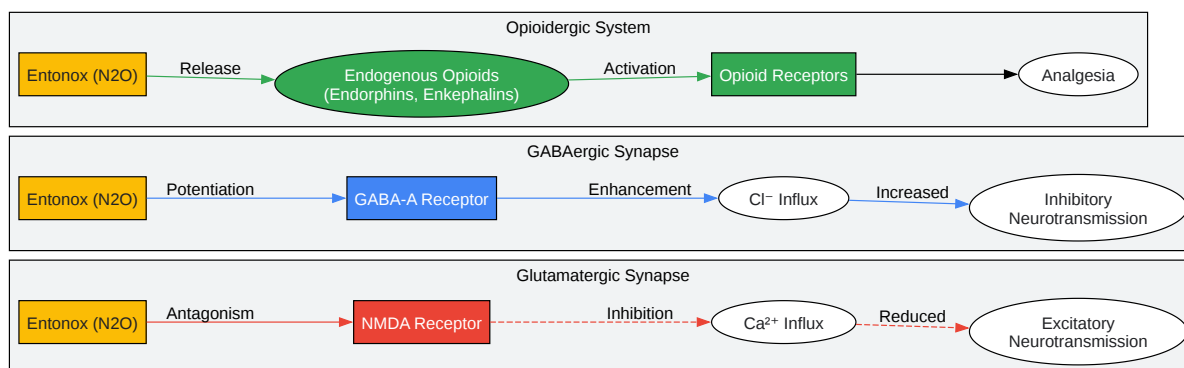 Opioidergic System
Entonox (N2O)
Release
Endogenous Opioids
(Endorphins, Enkephalins)
Activation
Opioid Receptors
Analgesia
GABAergic Synapse
Entonox (N2O)
Potentiation
GABA-A Receptor
Enhancement
Cl⁻ Influx
Increased
Inhibitory
Neurotransmission
Glutamatergic Synapse
Entonox (N2O)
Antagonism
NMDA Receptor
Inhibition
Ca²⁺ Influx
Reduced
Excitatory
Neurotransmission